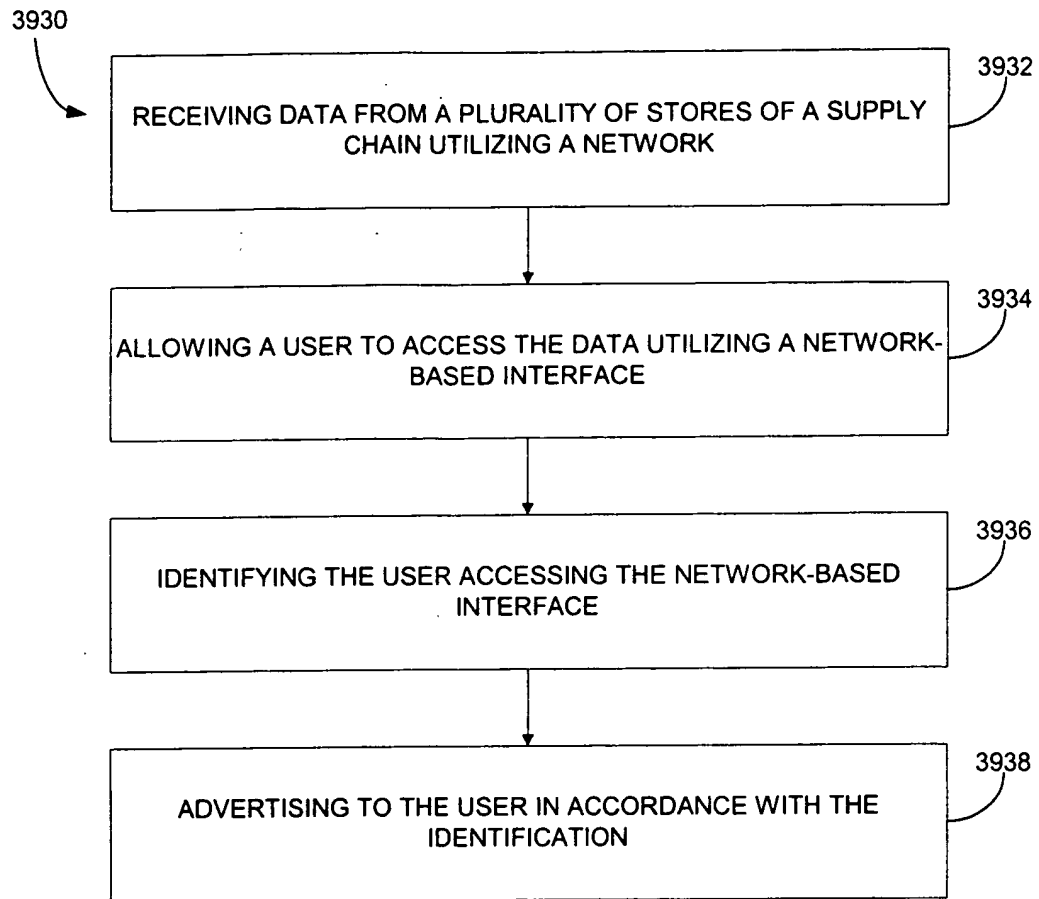 3930
3932
RECEIVING DATA FROM A PLURALITY OF STORES OF A SUPPLY
CHAIN UTILIZING A NETWORK
3934
ALLOWING A USER TO ACCESS THE DATA UTILIZING A NETWORK-
BASED INTERFACE
3936
IDENTIFYING THE USER ACCESSING THE NETWORK-BASED
INTERFACE
3938
ADVERTISING TO THE USER IN ACCORDANCE WITH THE
IDENTIFICATION